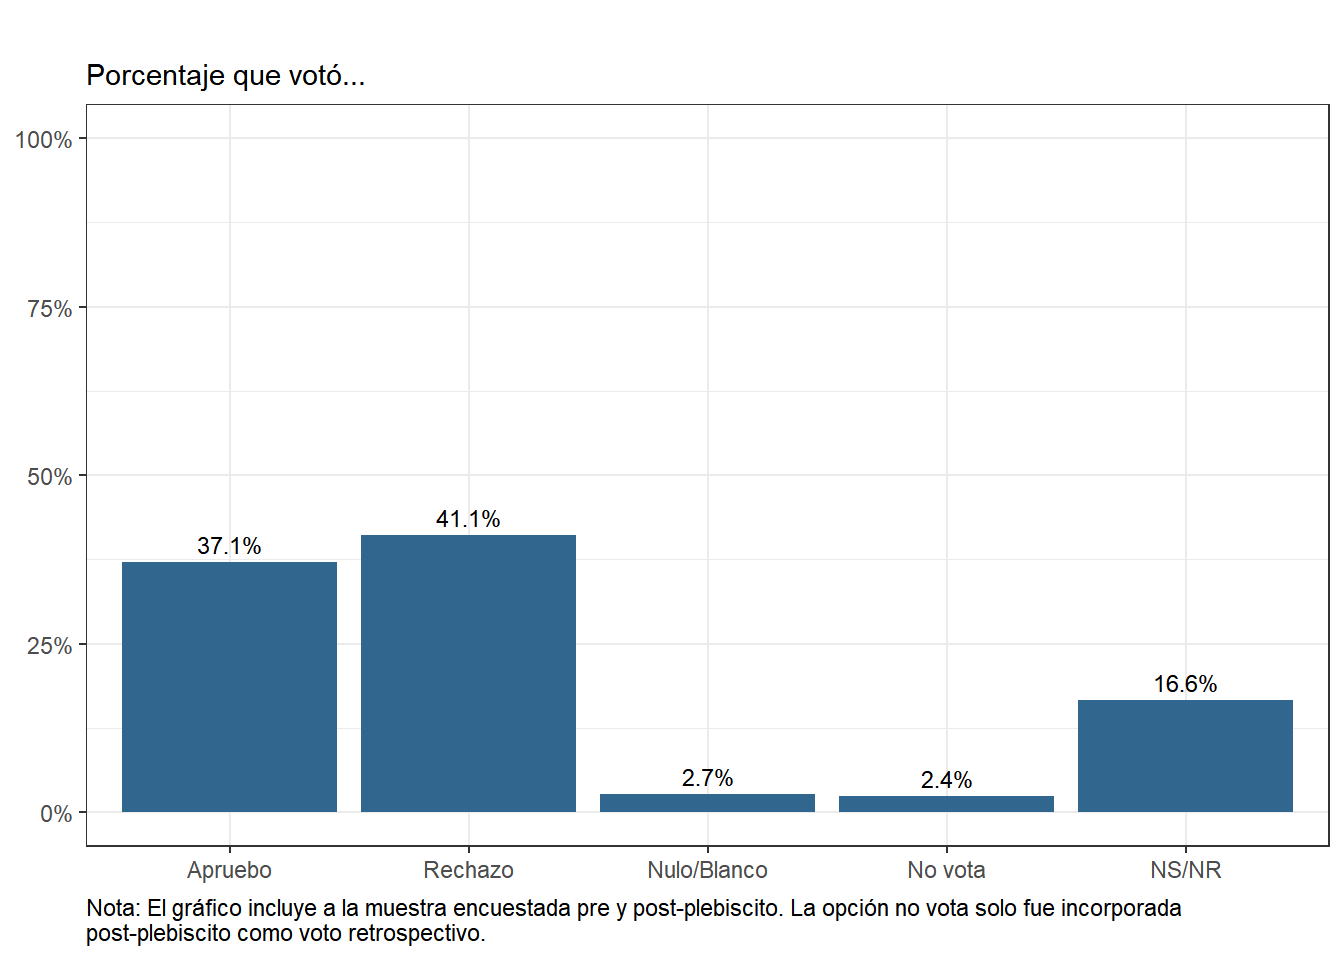 Porcentaje que votó...
100%
75%
50%
25%
0%
37.1%
41.1%
2.7%
2.4%
16.6%
Apruebo
Rechazo
Nulo/Blanco
No vota
NS/NR
Nota: El gráfico incluye a la muestra encuestada pre y post-plebiscito. La opción no vota solo fue incorporada
post-plebiscito como voto retrospectivo.